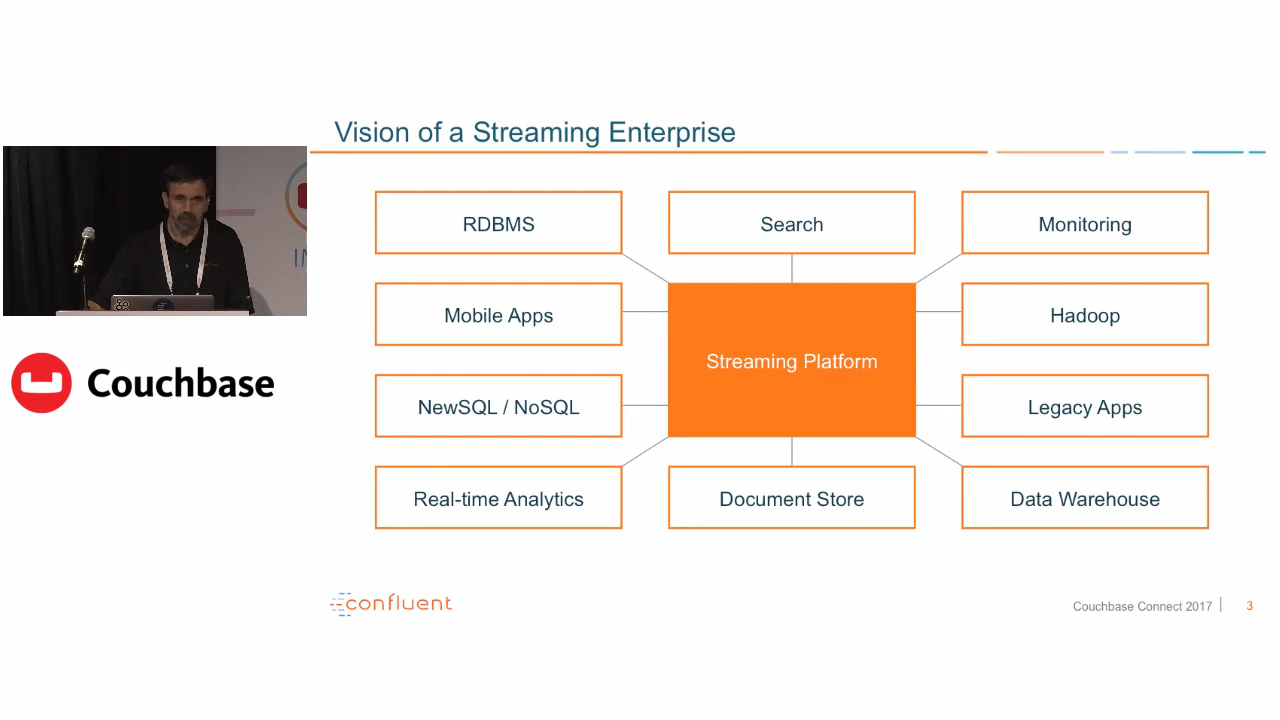 Vision of a Streaming Enterprise
RDBMS
Search
Monitoring
Mobile Apps
Hadoop
Streaming Platform
NewSQL / NoSQL
Legacy Apps
Real-time Analytics
Document Store
Data Warehouse
Couchbase
confluent
Couchbase Connect 2017
3